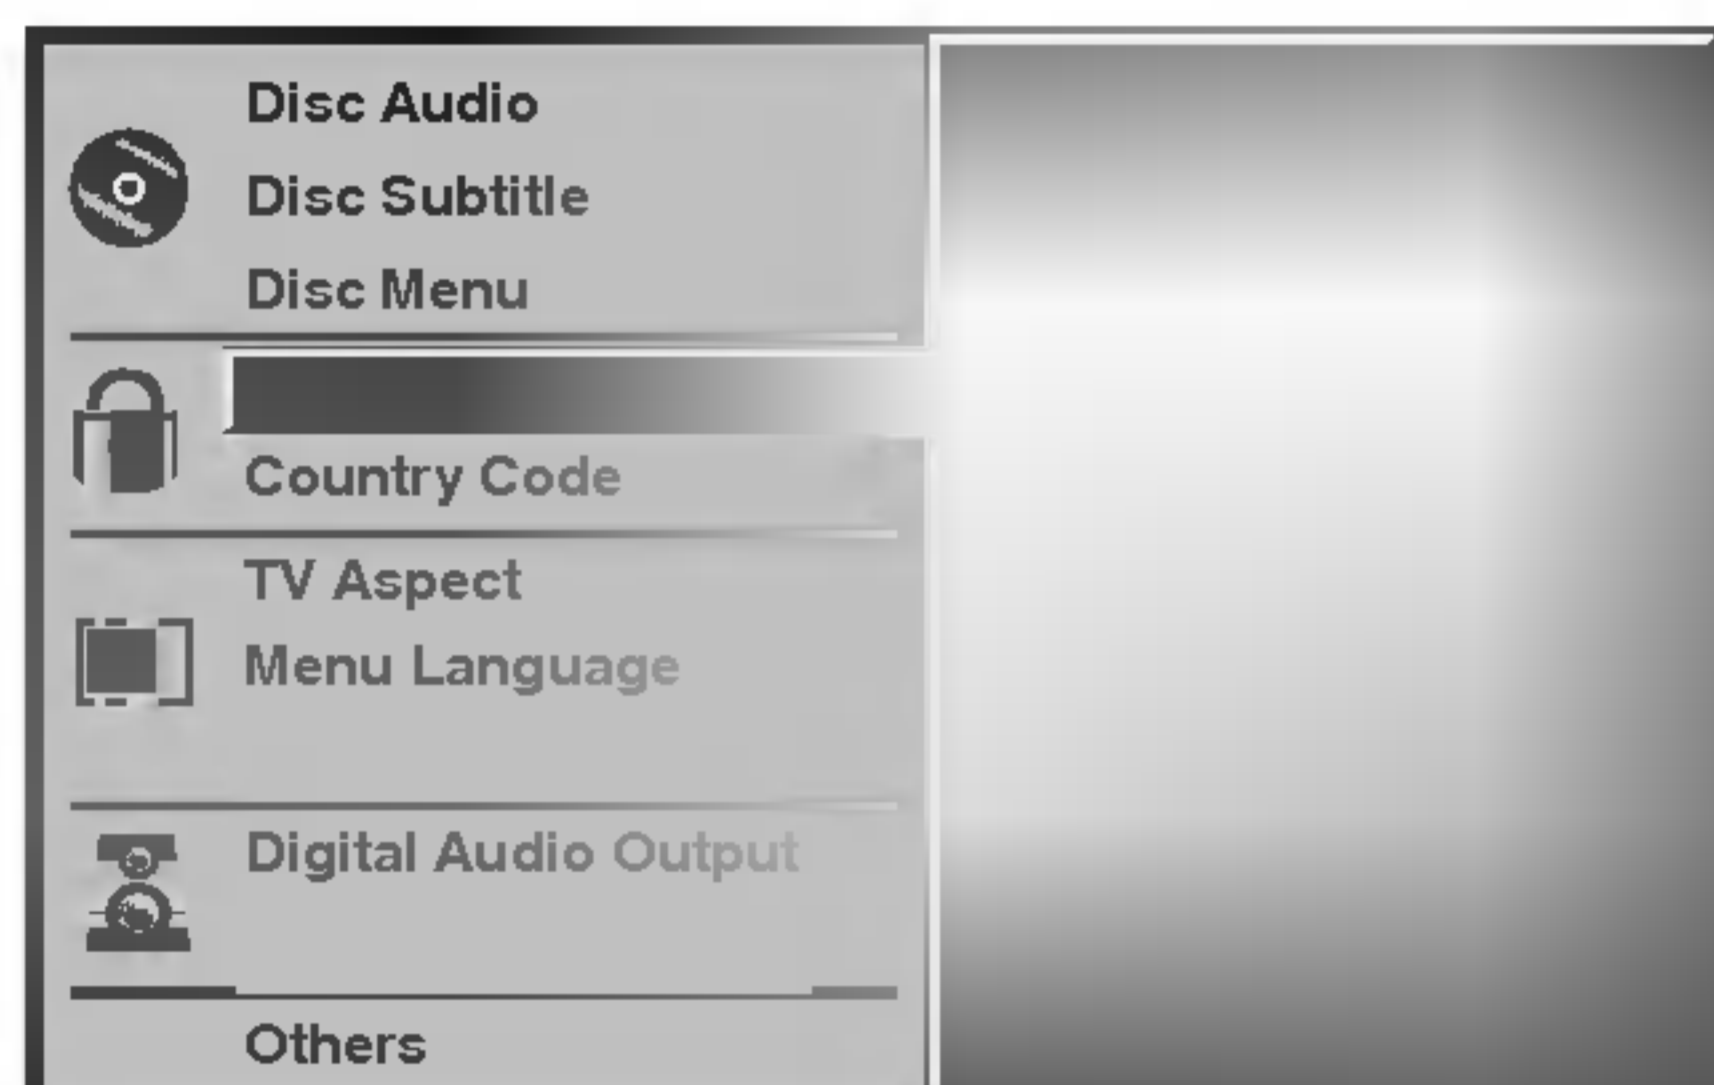 Disc Audio
Disc Subtitle
Disc Menu
Country Code
TV Aspect
Menu Language
Digital Audio Output
Others